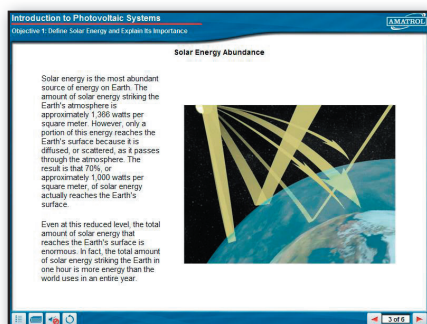 Introduction to Photovoltaic Systems
AMATROL
Objective 1: Define Solar Energy and Explain Its Importance
Solar Energy Abundance
Solar energy is the most abundant
source of energy on Earth. The
amount of solar energy striking the
Earth's atmosphere is
approximately 1,366 watts per
square meter. However, only a
portion of this energy reaches the
Earth's surface because it is
diffused, or scattered, as it passes
through the atmosphere. The
result is that 70%, or
approximately 1,000 watts per
square meter, of solar energy
actually reaches the Earth's
surface.
Even at this reduced level, the total
amount of solar energy that
reaches the Earth's surface is
enormous. In fact, the total amount
of solar energy striking the Earth in
one hour is more energy than the
world uses in an entire year.
3 of 6